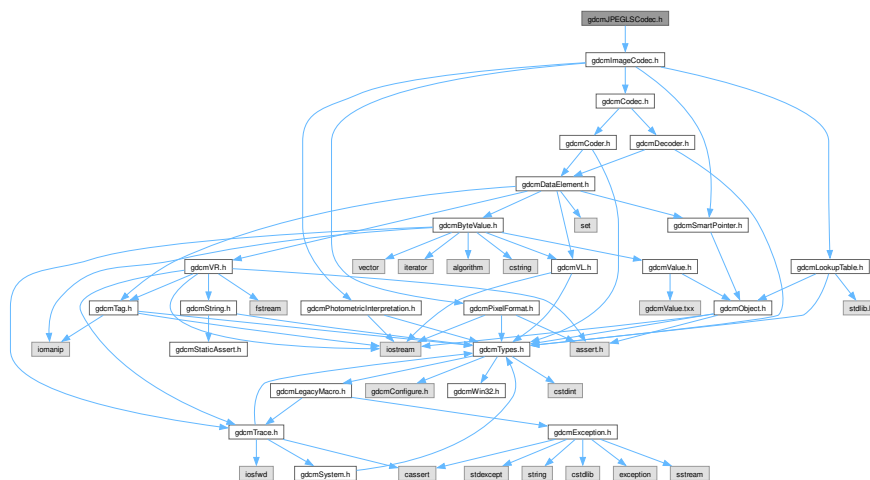 gdcmJPEGLSCodec.h
gdcmImageCodec.h
gdcmCodec.h
gdcmCoder.h
gdcmDecoder.h
gdcmDataElement.h
gdcmByteValue.h
set
gdcmSmartPointer.h
gdcmVR.h
vector
iterator
algorithm
cstring
gdcmVL.h
gdcmValue.h
gdcmLookupTable.h
gdcmTag.h
gdcmString.h
fstream
gdcmPhotometricInterpretation.h
gdcmPixelFormat.h
gdcmValue.txx
gdcmObject.h
stdlib.h
iomanip
gdcmStaticAssert.h
iostream
gdcmTypes.h
assert.h
gdcmLegacyMacro.h
gdcmConfigure.h
gdcmWin32.h
cstdint
gdcmTrace.h
gdcmException.h
iosfwd
gdcmSystem.h
cassert
stdexcept
string
cstdlib
exception
sstream